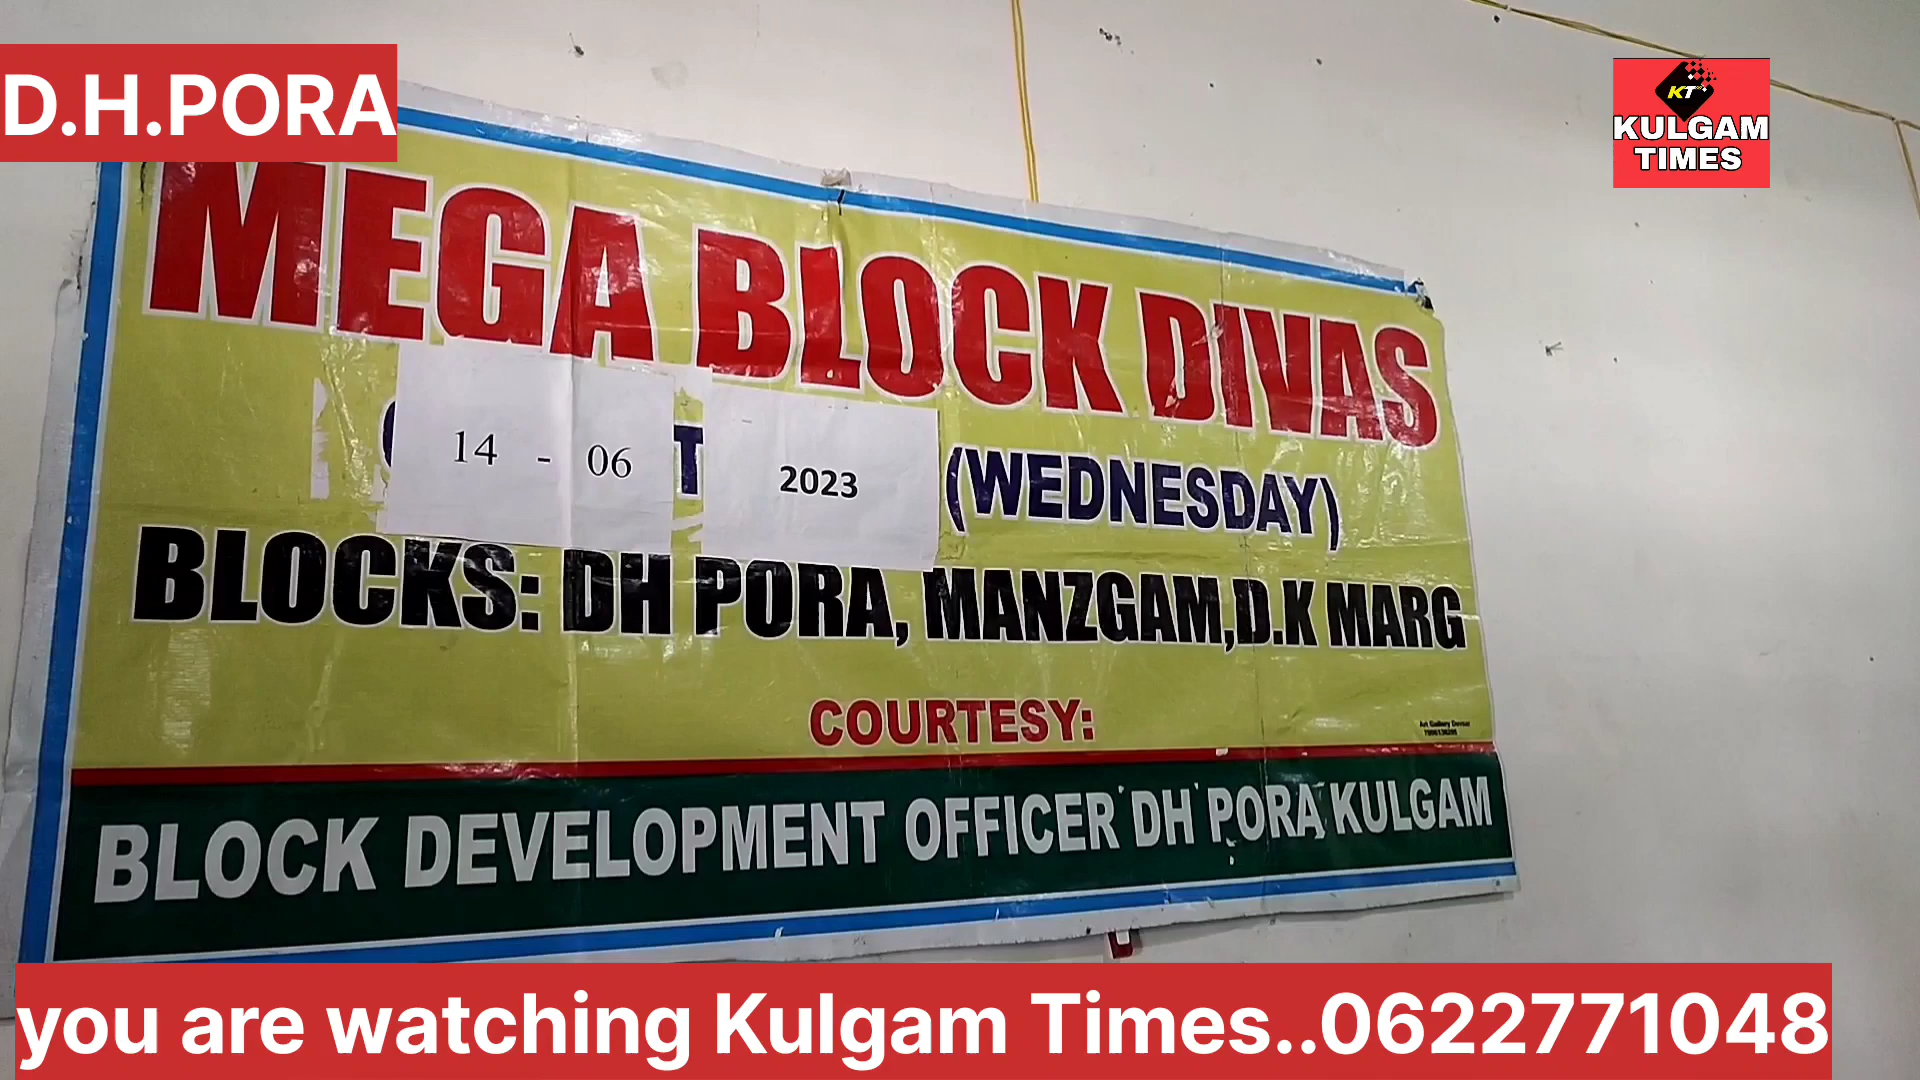 D.H.PORA
KT
KULGAM
TIMES
MEGA BLOCK DIVAS
14 - 06 T 2023 (WEDNESDAY)
BLOCKS: DH PORA, MANZGAM,D.K MARG
COURTESY:
BLOCK DEVELOPMENT OFFICER DH PORA KULGAM
you are watching Kulgam Times..0622771048